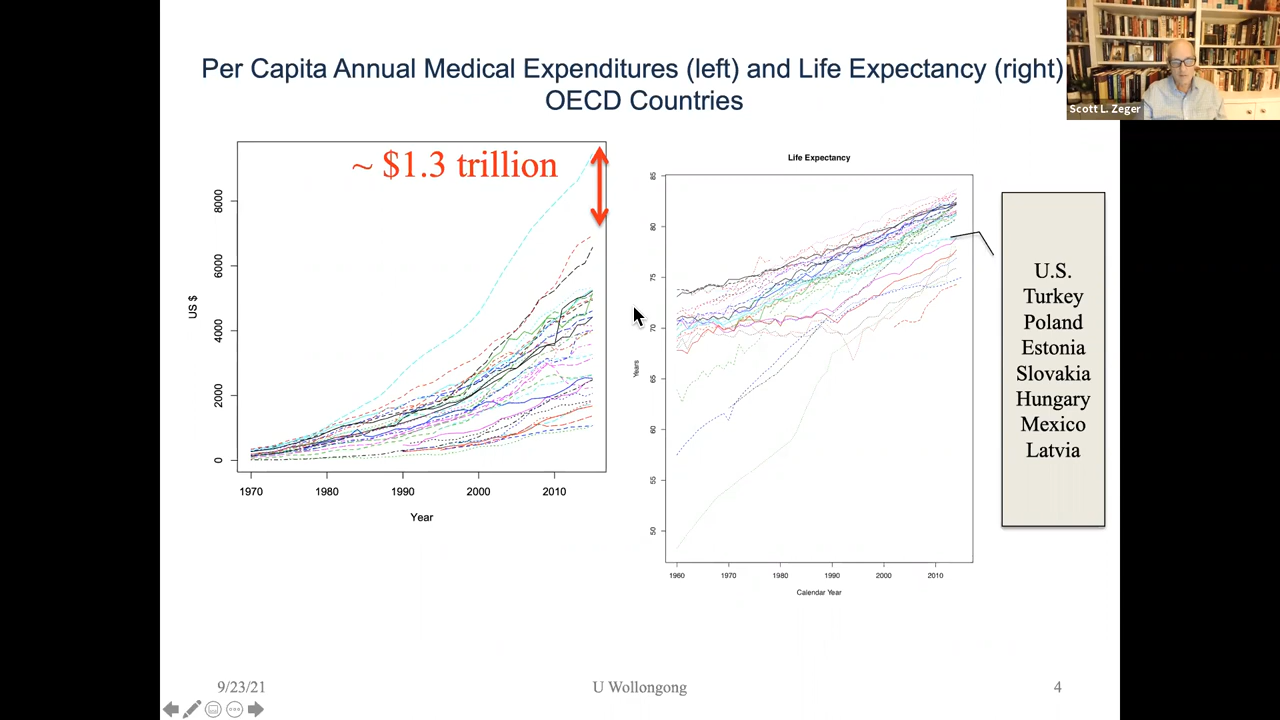 Per Capita Annual Medical Expenditures (left) and Life Expectancy (right)
OECD Countries
Scott L. Zeger
~ $1.3 trillion
US $
8000
6000
4000
2000
0
1970
1980
1990
2000
2010
Year
Life Expectancy
Years
85
80
75
70
65
60
55
50
1960
1970
1980
1990
2000
2010
Calendar Year
U.S.
Turkey
Poland
Estonia
Slovakia
Hungary
Mexico
Latvia
9/23/21
U Wollongong
4